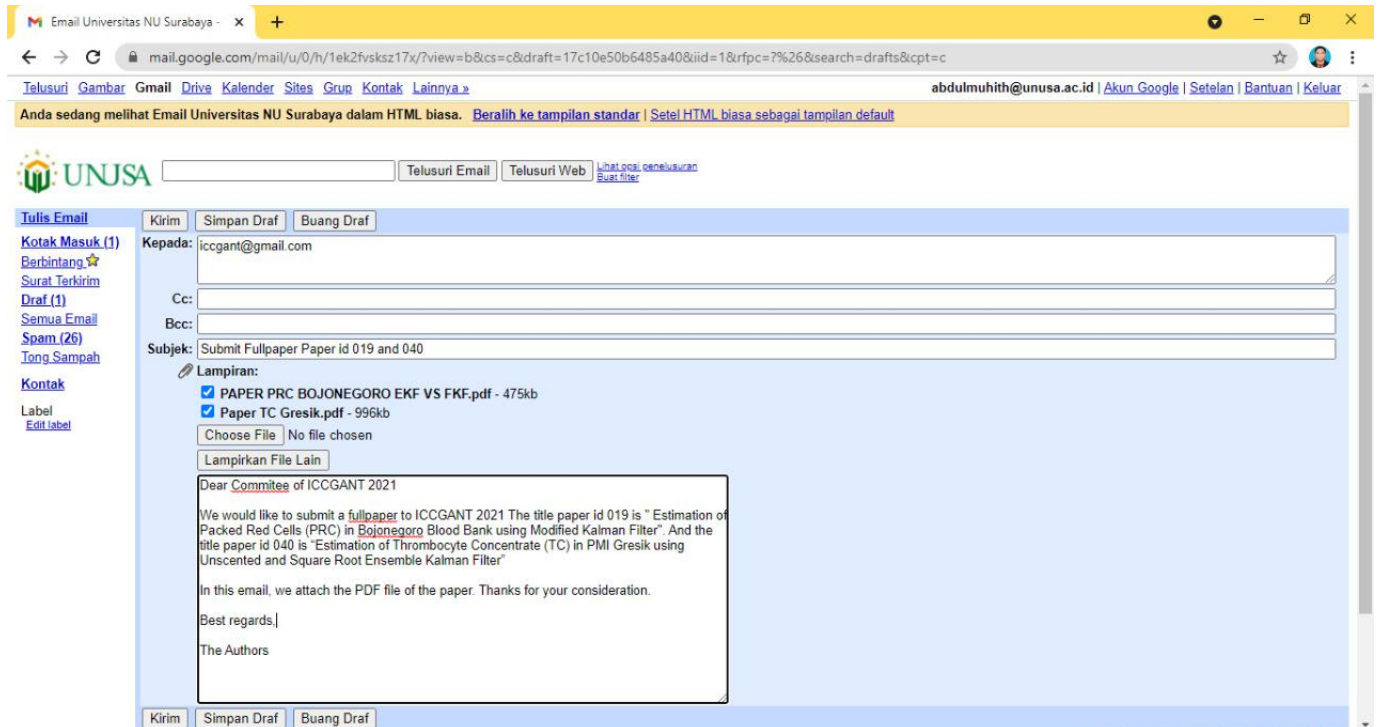 Email Universitas NU Surabaya -
mail.google.com/mail/u/0/h/1ek2fvsksz17x/?view=b&cs=c&draft=17c10e50b6485a40&iid=1&rfpc=?%26&search=drafts&cpt=c
Telusuri Gambar Gmail Drive Kalender Sites Grup Kontak Lainnya »
abdulmuhith@unusa.ac.id | Akun Google | Setelan | Bantuan | Keluar
Anda sedang melihat Email Universitas NU Surabaya dalam HTML biasa. Beralih ke tampilan standar | Setel HTML biasa sebagai tampilan default
UNUSA
Telusuri Email
Telusuri Web
Lihat opsi penelusuran
Buat filter
Tulis Email
Kotak Masuk (1)
Berbintang
Surat Terkirim
Draf (1)
Semua Email
Spam (26)
Tong Sampah
Kontak
Label
Edit label
Kirim Simpan Draf Buang Draf
Kepada: iccgant@gmail.com
Cc:
Bcc:
Subjek: Submit Fullpaper Paper id 019 and 040
Lampiran:
PAPER PRC BOJONEGORO EKF VS FKF.pdf - 475kb
Paper TC Gresik.pdf - 996kb
Choose File No file chosen
Lampirkan File Lain
Dear Commitee of ICCGANT 2021
We would like to submit a fullpaper to ICCGANT 2021 The title paper id 019 is " Estimation of
Packed Red Cells (PRC) in Bojonegoro Blood Bank using Modified Kalman Filter". And the
title paper id 040 is "Estimation of Thrombocyte Concentrate (TC) in PMI Gresik using
Unscented and Square Root Ensemble Kalman Filter"
In this email, we attach the PDF file of the paper. Thanks for your consideration.
Best regards,
The Authors
Kirim Simpan Draf Buang Draf